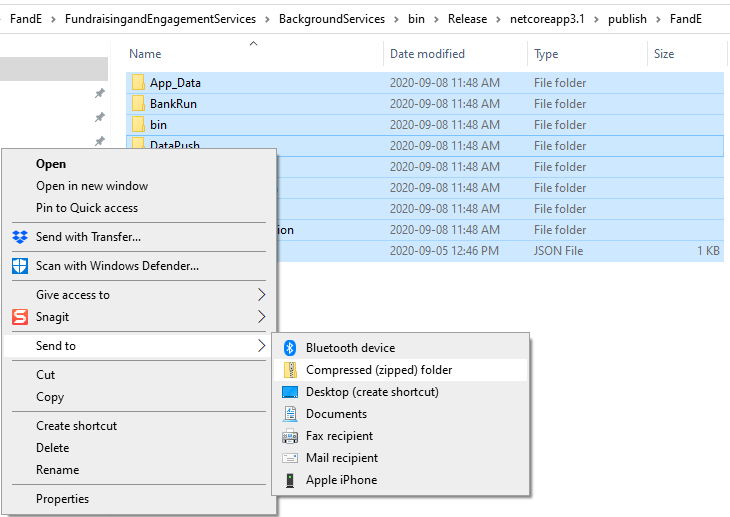 FandE > FundraisingandEngagementServices > BackgroundServices > bin > Release > netcoreapp3.1 > publish > FandE
Name Date modified Type Size
App_Data 2020-09-08 11:48 AM File folder
BankRun 2020-09-08 11:48 AM File folder
bin 2020-09-08 11:48 AM File folder
DataPush 2020-09-08 11:48 AM File folder
2020-09-08 11:48 AM File folder
2020-09-08 11:48 AM File folder
2020-09-08 11:48 AM File folder
tion 2020-09-08 11:48 AM File folder
2020-09-05 12:46 PM JSON File 1 KB
Open
Open in new window
Pin to Quick access
Send with Transfer...
Scan with Windows Defender...
Give access to
Snagit
Send to
Cut
Copy
Create shortcut
Delete
Rename
Properties
Bluetooth device
Compressed (zipped) folder
Desktop (create shortcut)
Documents
Fax recipient
Mail recipient
Apple iPhone